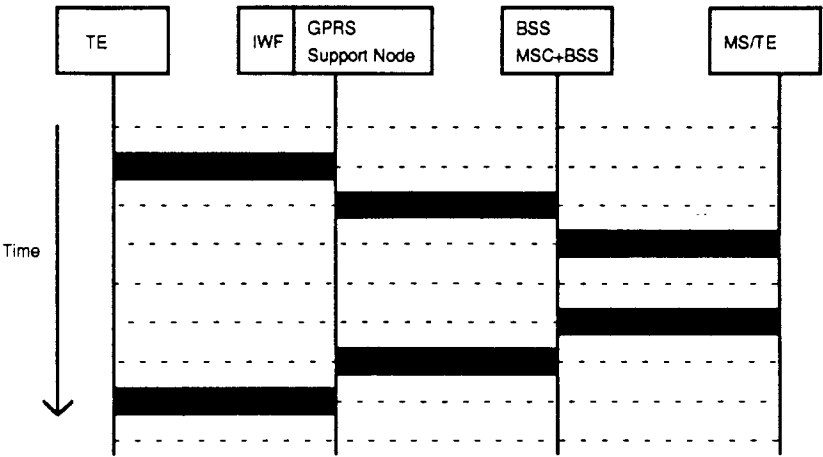 TE
IWF
GPRS
Support Node
BSS
MSC+BSS
MS/TE
Time